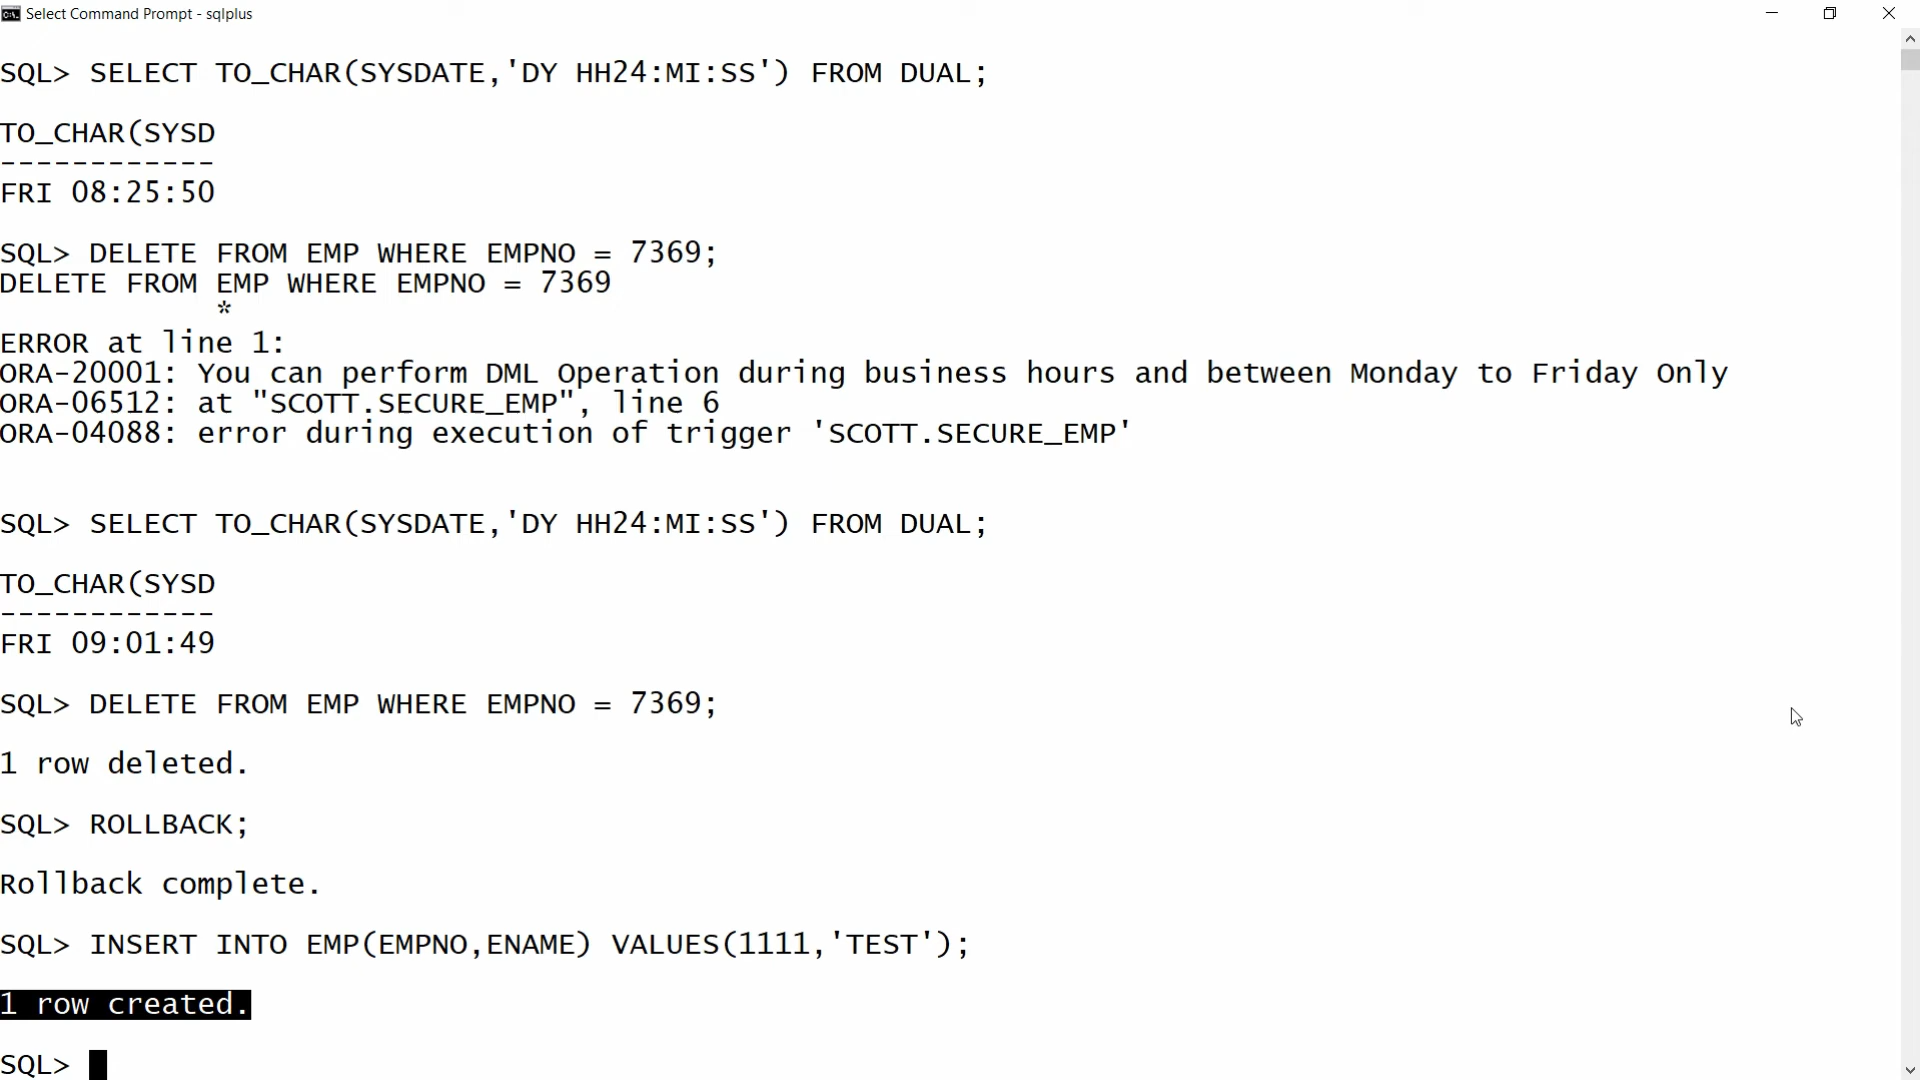 Select Command Prompt - sqlplus
SQL> SELECT TO_CHAR(SYSDATE,'DY HH24:MI:SS') FROM DUAL;
TO_CHAR(SYSD
------------
FRI 08:25:50
SQL> DELETE FROM EMP WHERE EMPNO = 7369;
DELETE FROM EMP WHERE EMPNO = 7369
*
ERROR at line 1:
ORA-20001: You can perform DML Operation during business hours and between Monday to Friday Only
ORA-06512: at "SCOTT.SECURE_EMP", line 6
ORA-04088: error during execution of trigger 'SCOTT.SECURE_EMP'
SQL> SELECT TO_CHAR(SYSDATE,'DY HH24:MI:SS') FROM DUAL;
TO_CHAR(SYSD
------------
FRI 09:01:49
SQL> DELETE FROM EMP WHERE EMPNO = 7369;
1 row deleted.
SQL> ROLLBACK;
Rollback complete.
SQL> INSERT INTO EMP(EMPNO,ENAME) VALUES(1111,'TEST');
1 row created.
SQL>